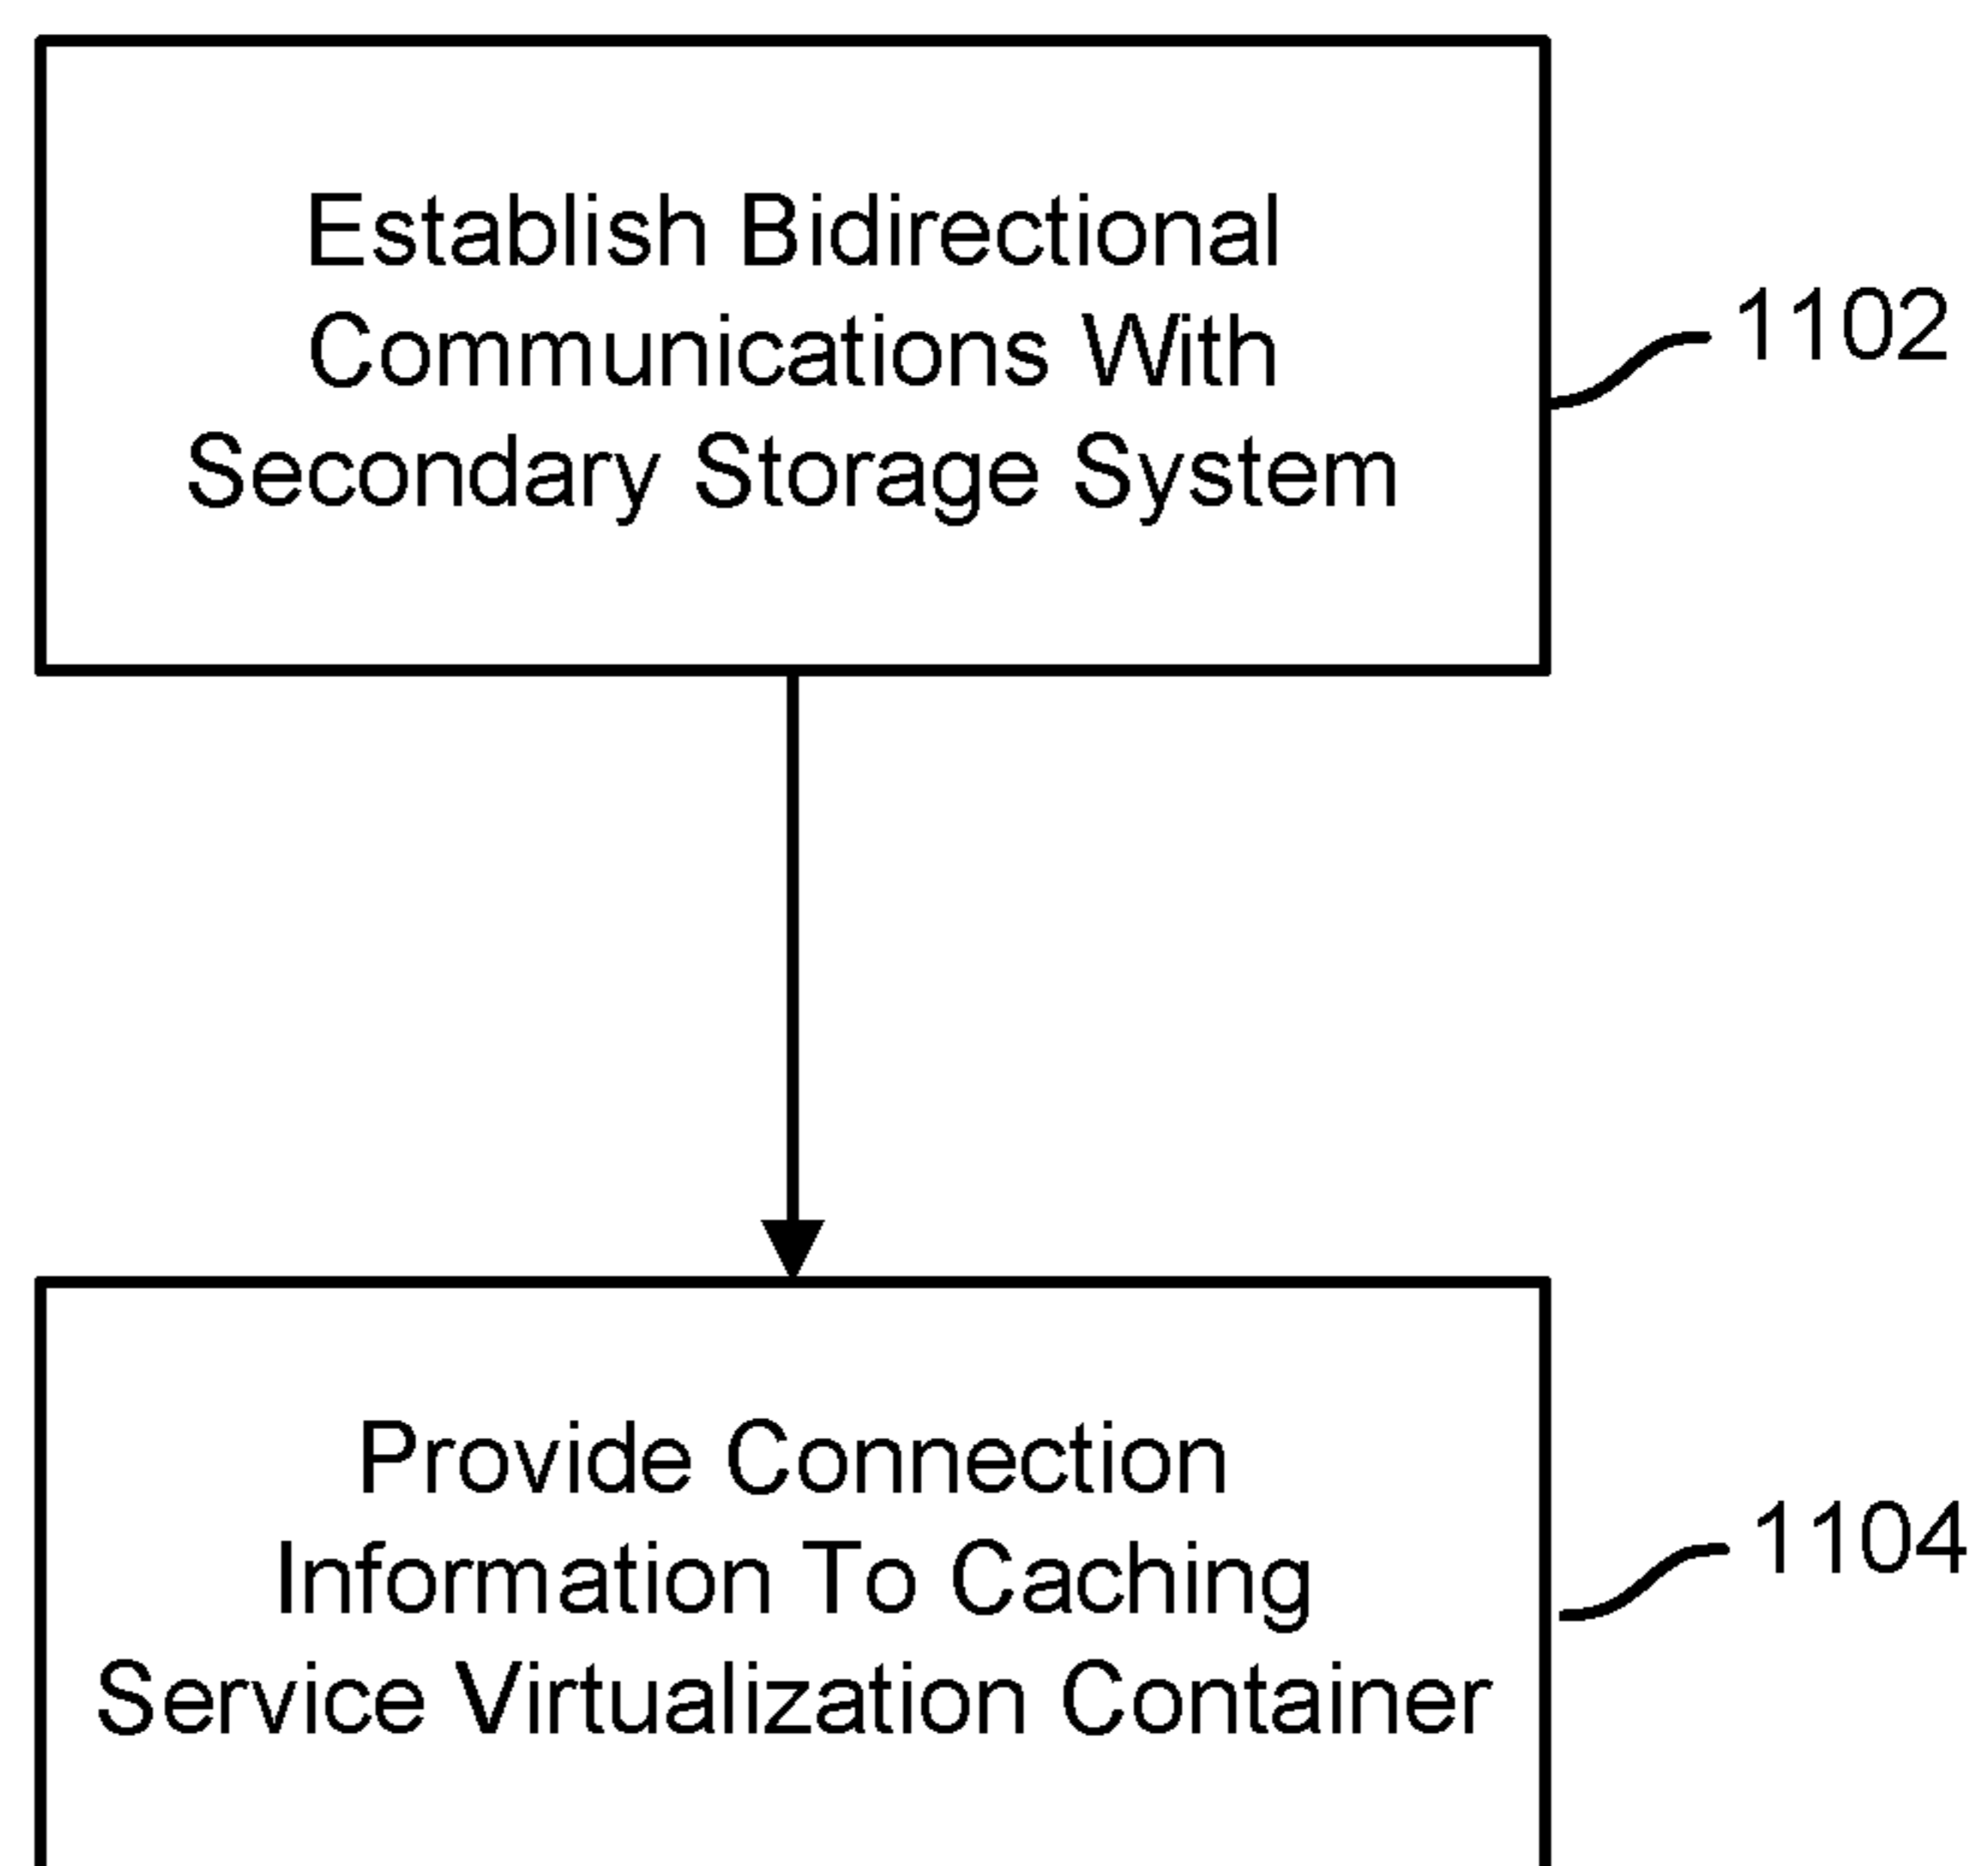 Establish Bidirectional
Communications With
Secondary Storage System
1102
Provide Connection
Information To Caching
Service Virtualization Container
1104